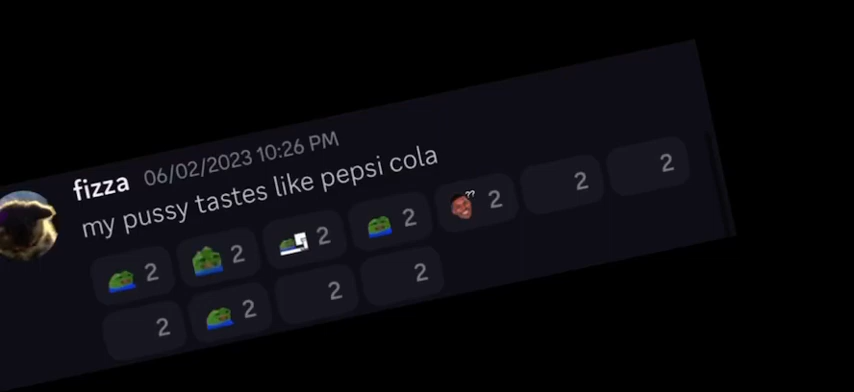 fizza 06/02/2023 10:26 PM
my pussy tastes like pepsi cola
2 2 2 2 ?? 2 2 2
2 2 2 2